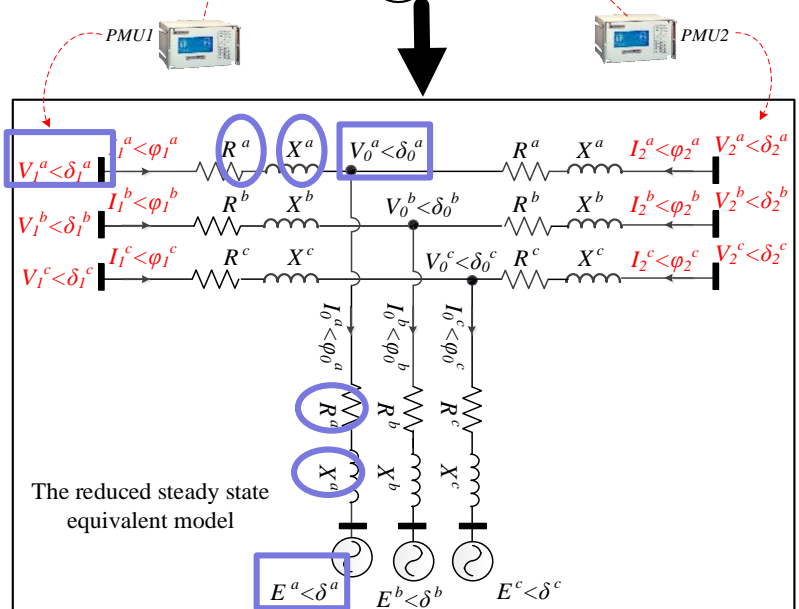 PMU1
PMU2
V₁ᵃ<δ₁ᵃ
I₁ᵃ<φ₁ᵃ
Rᵃ
Xᵃ
V₀ᵃ<δ₀ᵃ
Rᵃ
Xᵃ
I₂ᵃ<φ₂ᵃ
V₂ᵃ<δ₂ᵃ
V₁ᵇ<δ₁ᵇ
I₁ᵇ<φ₁ᵇ
Rᵇ
Xᵇ
V₀ᵇ<δ₀ᵇ
Rᵇ
Xᵇ
I₂ᵇ<φ₂ᵇ
V₂ᵇ<δ₂ᵇ
V₁ᶜ<δ₁ᶜ
I₁ᶜ<φ₁ᶜ
Rᶜ
Xᶜ
V₀ᶜ<δ₀ᶜ
Rᶜ
Xᶜ
I₂ᶜ<φ₂ᶜ
V₂ᶜ<δ₂ᶜ
I₀ᵃ<φ₀ᵃ
I₀ᵇ<φ₀ᵇ
I₀ᶜ<φ₀ᶜ
Rᵃ
Rᵇ
Rᶜ
Xᵃ
Xᵇ
Xᶜ
The reduced steady state
equivalent model
Eᵃ<δᵃ
Eᵇ<δᵇ
Eᶜ<δᶜ